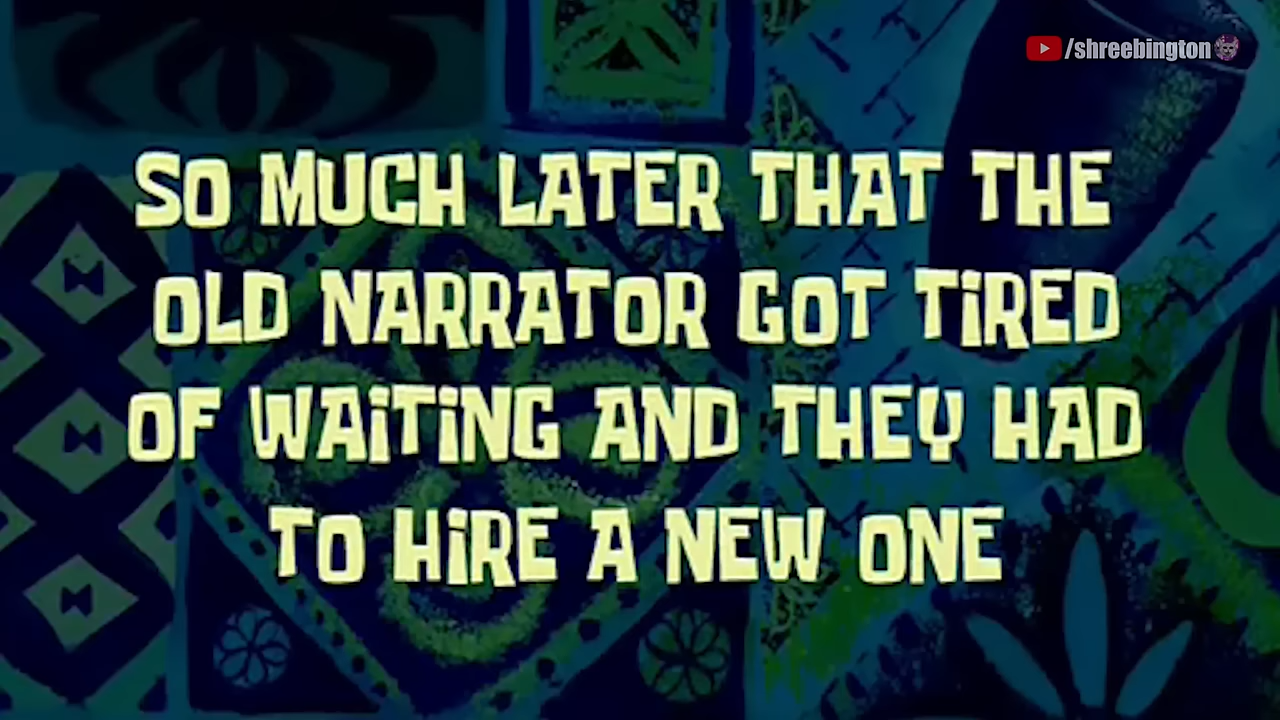 /shreebington
SO MUCH LATER THAT THE
OLD NARRATOR GOT TiRED
OF WAiTiNG AND THEY HAD
TO HiRE A NEW ONE